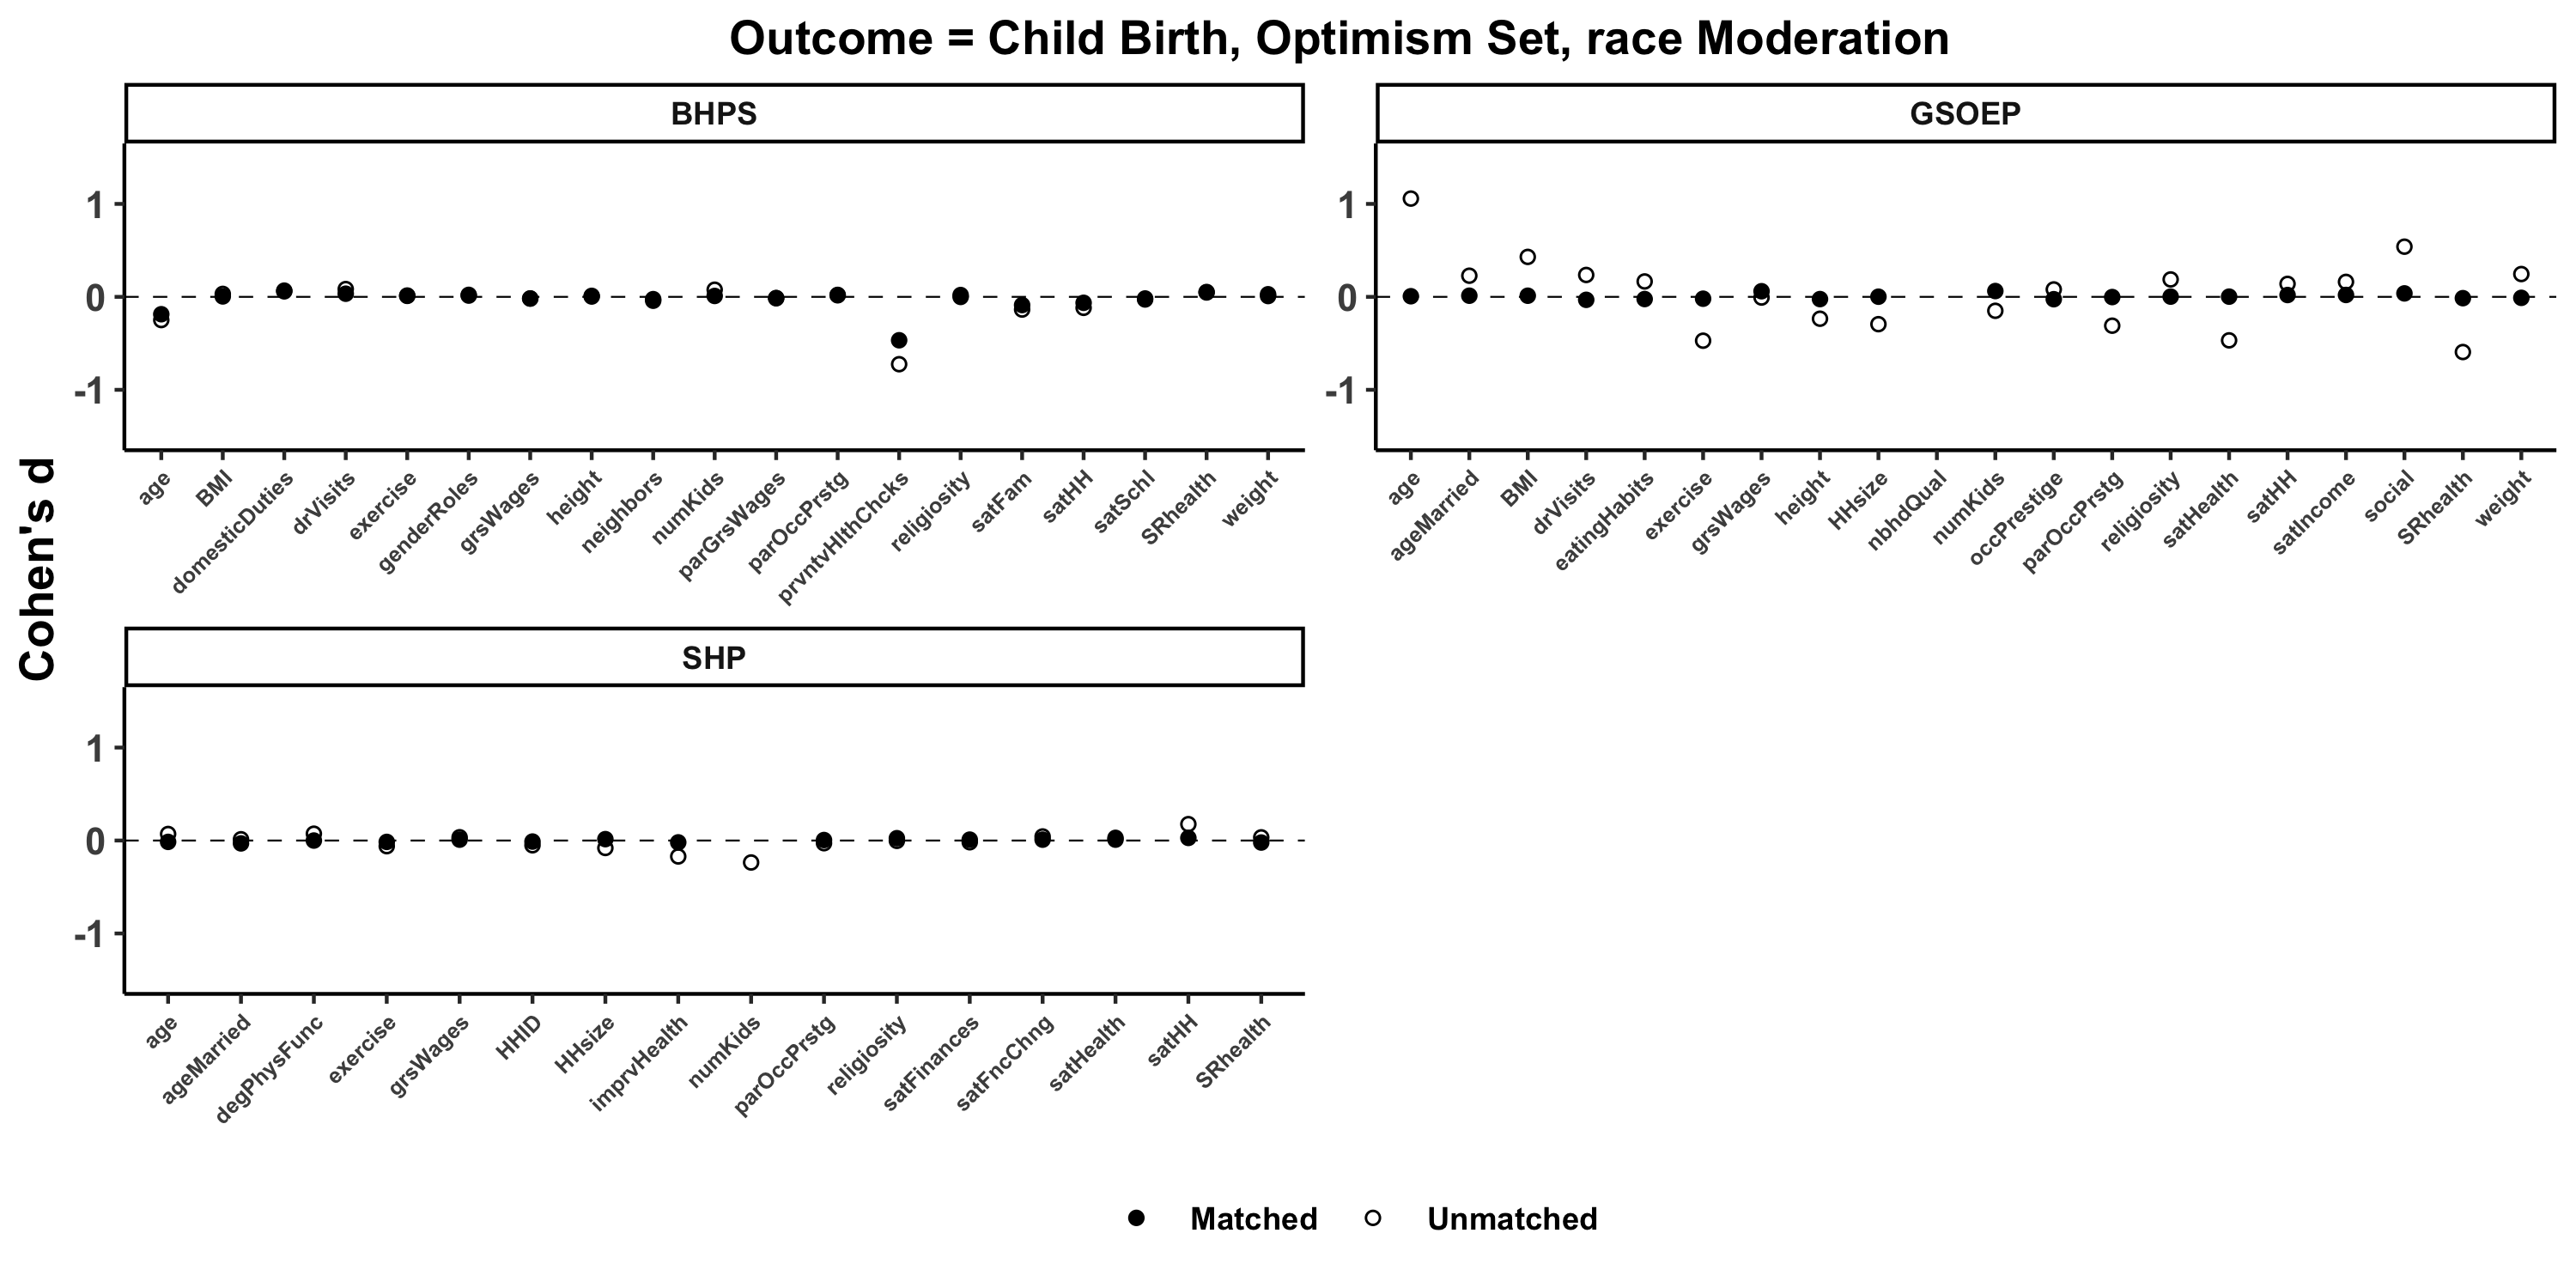 Outcome = Child Birth, Optimism Set, race Moderation
BHPS
GSOEP
Cohen's d
1
0
-1
age
BMI
domesticDuties
drVisits
exercise
genderRoles
grsWages
height
neighbors
numKids
parGrsWages
parOccPrstg
prvntvHlthChcks
religiosity
satFam
satHH
satSchl
SRhealth
weight
1
0
-1
age
ageMarried
BMI
drVisits
eatingHabits
exercise
grsWages
height
HHsize
nbhdQual
numKids
occPrestige
parOccPrstg
religiosity
satHealth
satHH
satIncome
social
SRhealth
weight
SHP
1
0
-1
age
ageMarried
degPhysFunc
exercise
grsWages
HHID
HHsize
imprvHealth
numKids
parOccPrstg
religiosity
satFinances
satFncChng
satHealth
satHH
SRhealth
Matched
Unmatched